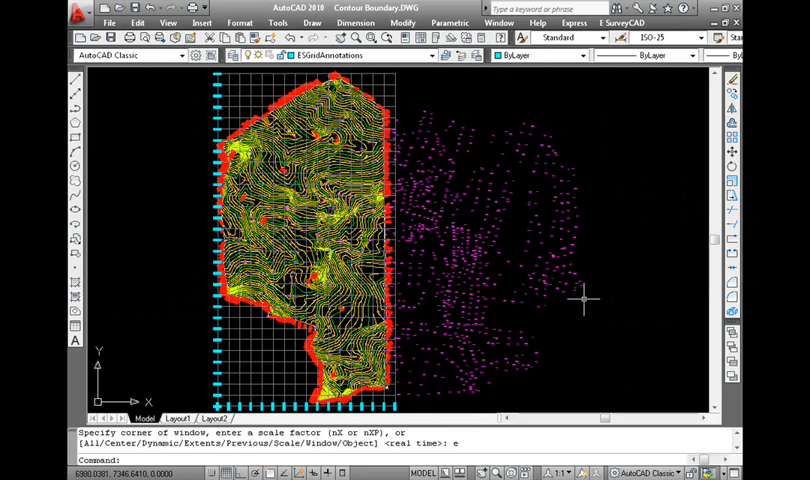 AutoCAD 2010 Contour Boundary.DWG
Type a keyword or phrase
File Edit View Insert Format Tools Draw Dimension Modify Parametric Window Help Express E SurveyCAD
Standard ISO-25 Standard
AutoCAD Classic ESGridAnnotations ByLayer ByLayer ByL
Y
X
Model Layout1 Layout2
Specify corner of window, enter a scale factor (nX or nXP), or
[All/Center/Dynamic/Extents/Previous/Scale/Window/Object] <real time>: e
Command:
6980.0381, 7346.6410, 0.0000 MODEL 1:1 AutoCAD Classic